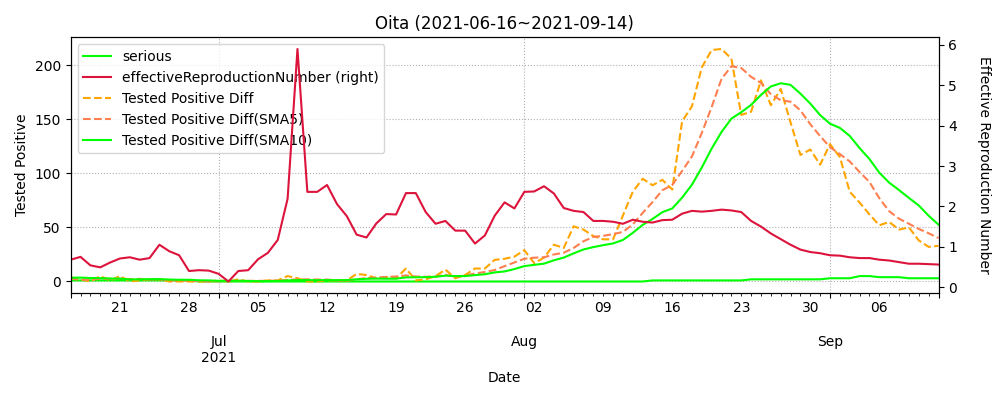 Oita (2021-06-16~2021-09-14)
serious
effectiveReproductionNumber (right)
Tested Positive Diff
Tested Positive Diff(SMA5)
Tested Positive Diff(SMA10)
Tested Positive
200
150
100
50
0
Effective Reproduction Number
6
5
4
3
2
1
0
21 28 05 12 19 26 02 09 16 23 30 06
Jul Aug Sep
2021
Date